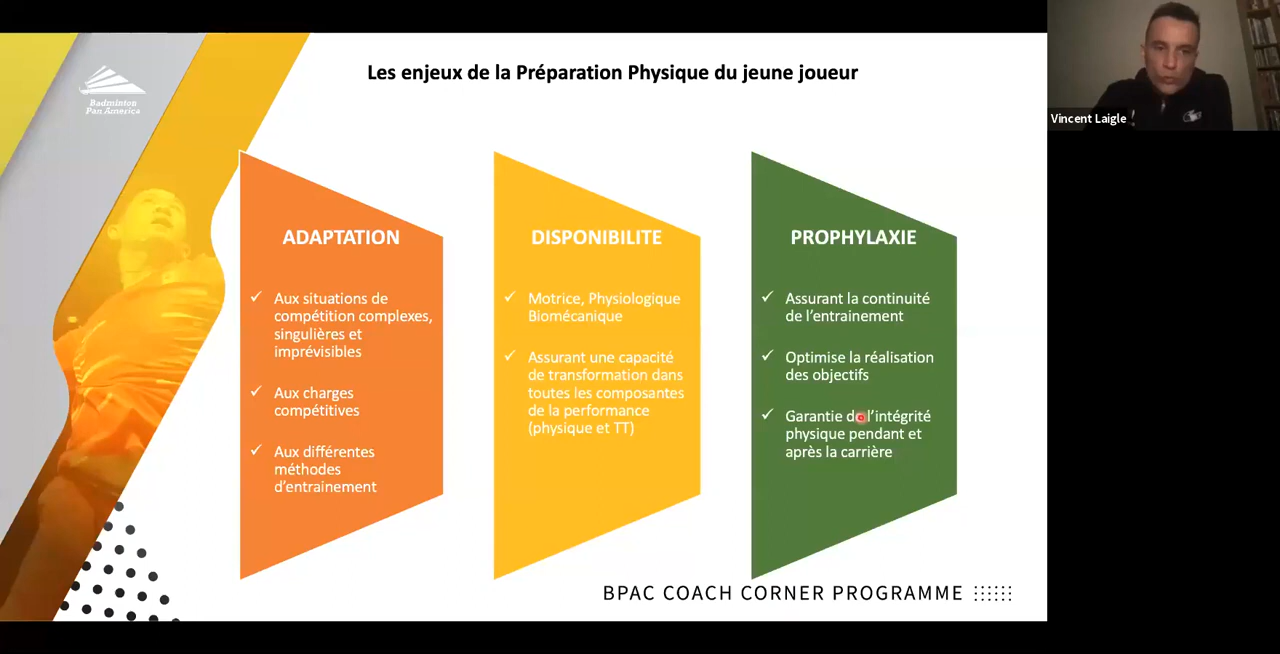 Les enjeux de la Préparation Physique du jeune joueur
Badminton
Pan America
Vincent Laigle
ADAPTATION
Aux situations de
compétition complexes,
singulières et
imprévisibles
Aux charges
compétitives
Aux différentes
méthodes
d'entrainement
DISPONIBILITE
Motrice, Physiologique
Biomécanique
Assurant une capacité
de transformation dans
toutes les composantes
de la performance
(physique et TT)
PROPHYLAXIE
Assurant la continuité
de l'entrainement
Optimise la réalisation
des objectifs
Garantie de l'intégrité
physique pendant et
après la carrière
BPAC COACH CORNER PROGRAMME